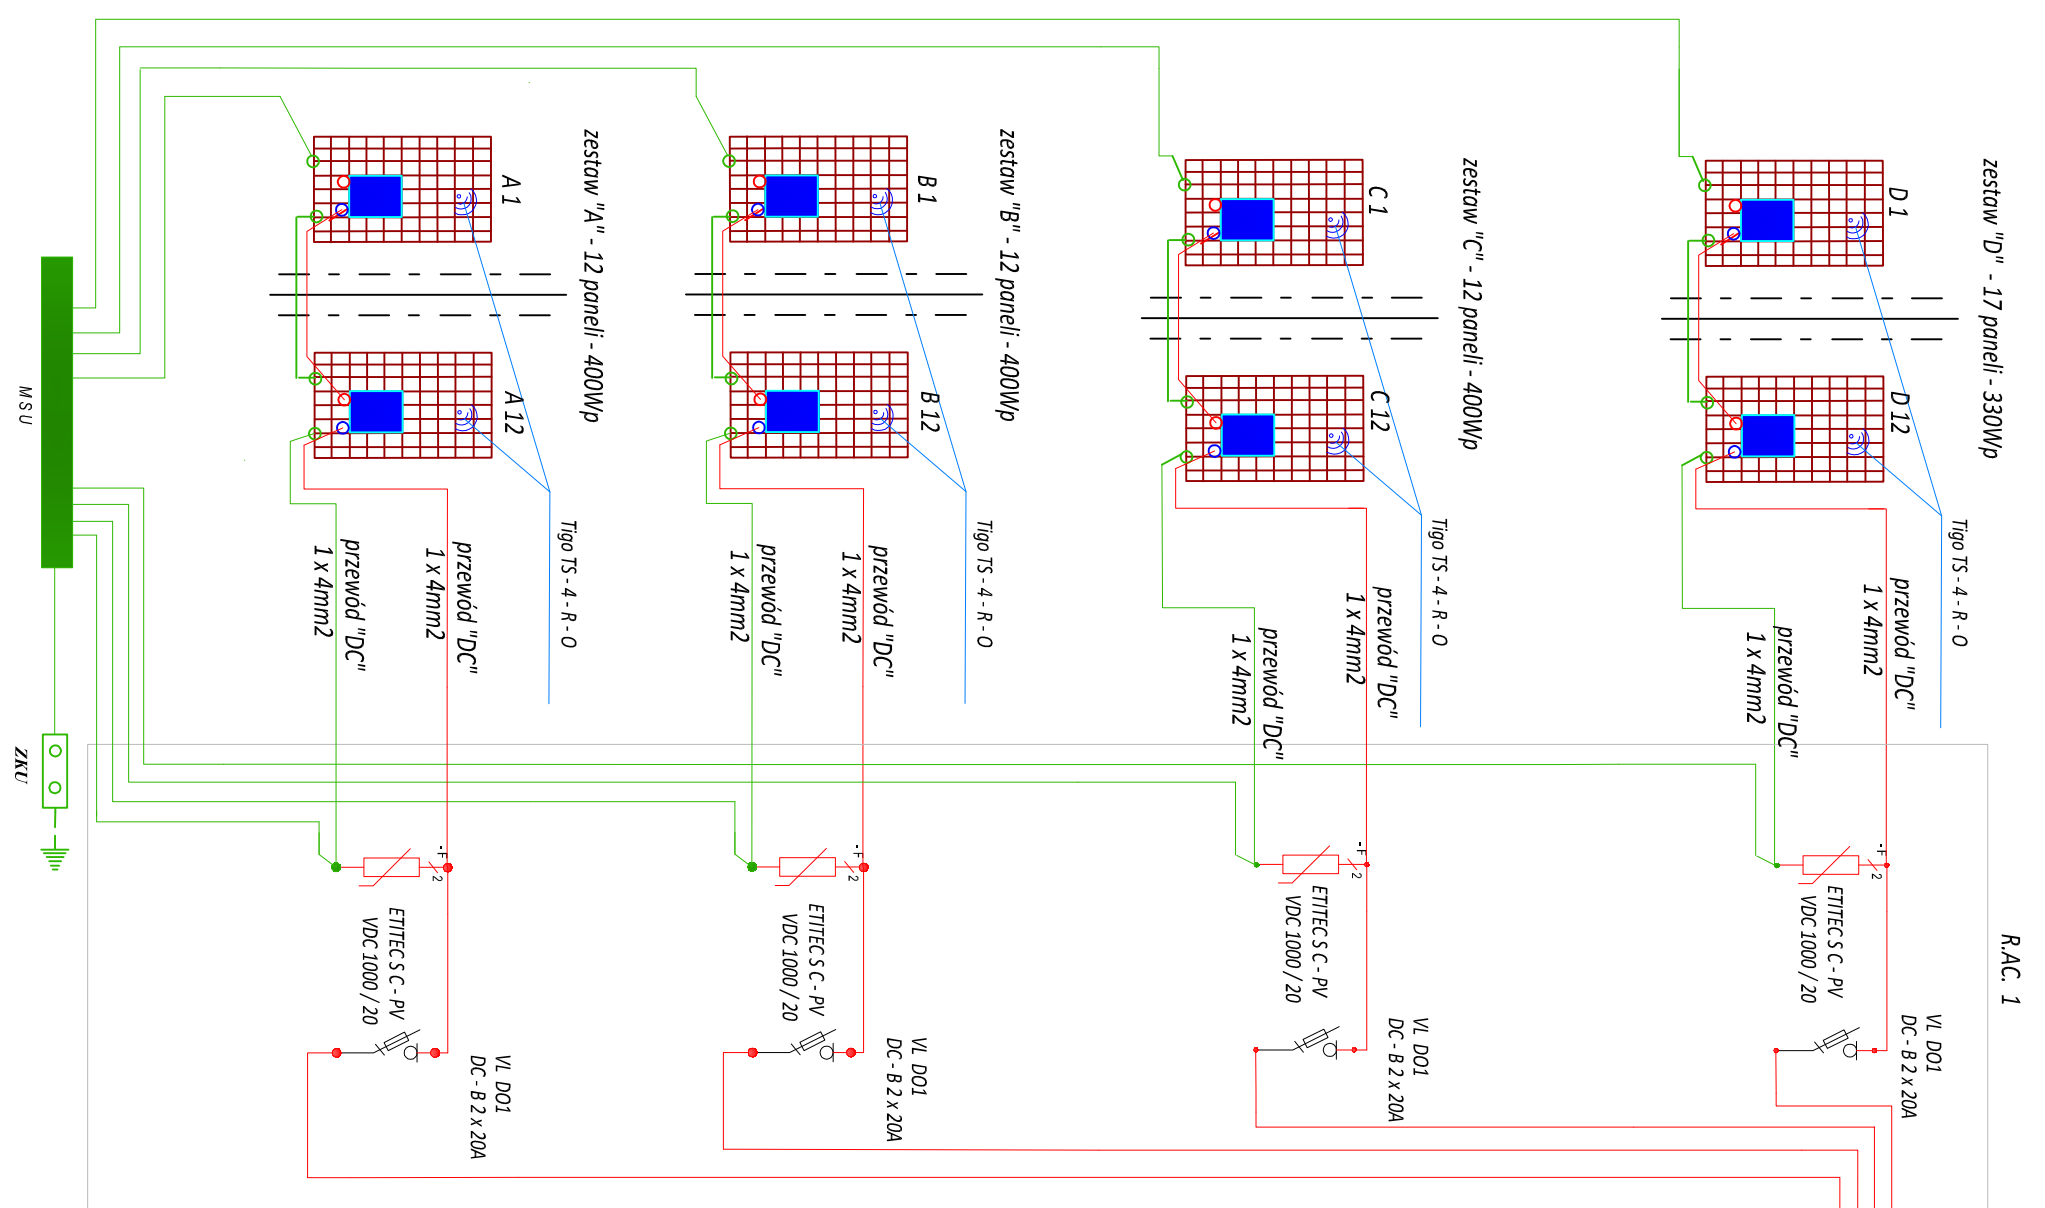 zestaw "A" - 12 paneli - 400Wp
A 1
A 12
Tigo TS - 4 - R - O
przewód "DC"
1 x 4mm2
przewód "DC"
1 x 4mm2
-F
2
ETITEC S C - PV
VDC 1000 / 20
VL DO1
DC - B 2 x 20A
zestaw "B" - 12 paneli - 400Wp
B 1
B 12
Tigo TS - 4 - R - O
przewód "DC"
1 x 4mm2
przewód "DC"
1 x 4mm2
-F
2
ETITEC S C - PV
VDC 1000 / 20
VL DO1
DC - B 2 x 20A
zestaw "C" - 12 paneli - 400Wp
C 1
C 12
Tigo TS - 4 - R - O
przewód "DC"
1 x 4mm2
przewód "DC"
1 x 4mm2
-F
2
ETITEC S C - PV
VDC 1000 / 20
VL DO1
DC - B 2 x 20A
zestaw "D" - 17 paneli - 330Wp
D 1
D 12
Tigo TS - 4 - R - O
przewód "DC"
1 x 4mm2
przewód "DC"
1 x 4mm2
-F
2
ETITEC S C - PV
VDC 1000 / 20
VL DO1
DC - B 2 x 20A
R.AC. 1
M S U
ZKU